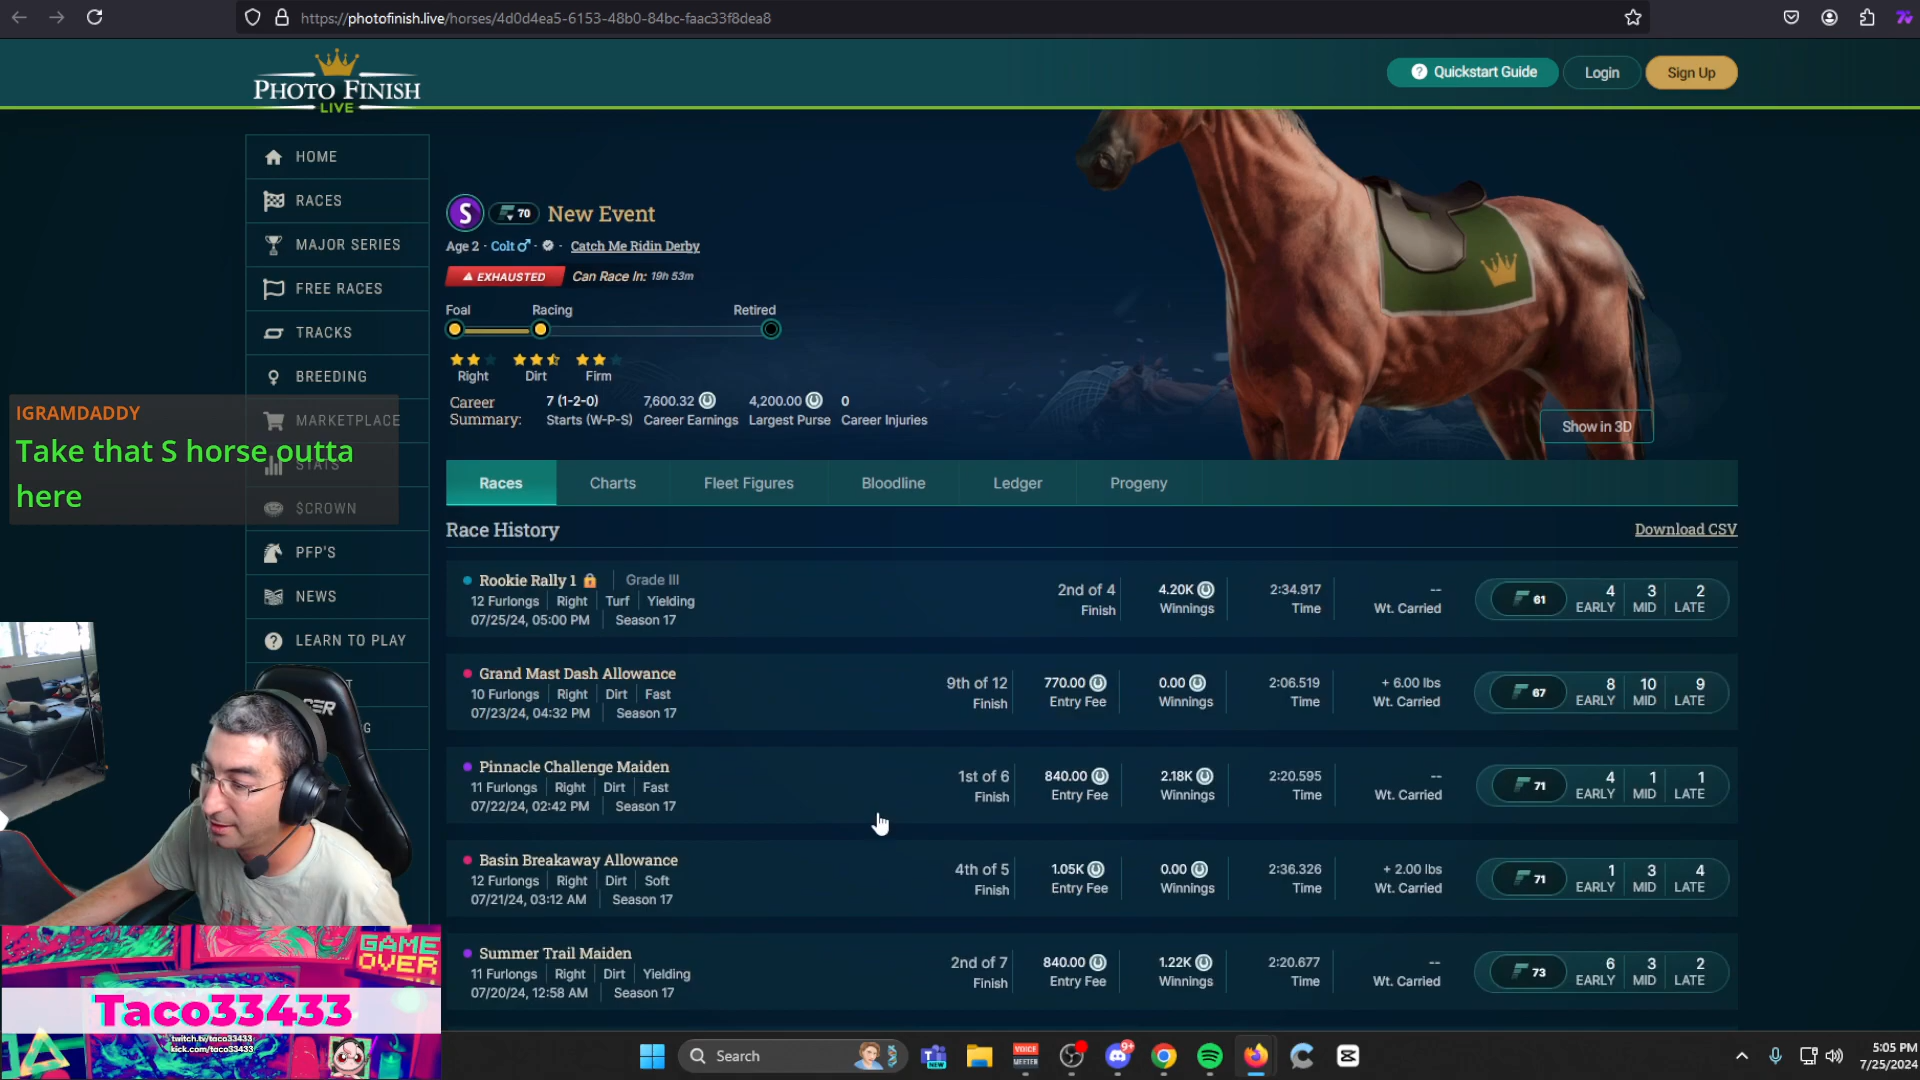 https://photofinish.live/horses/4d0d4ea5-6153-48b0-84bc-faac33f8dea8
PHOTO FINISH
LIVE
Quickstart Guide
Login
Sign Up
HOME
RACES
MAJOR SERIES
FREE RACES
TRACKS
BREEDING
MARKETPLACE
STATS
$CROWN
PFP'S
NEWS
LEARN TO PLAY
IGRAMDADDY
Take that S horse outta
here
S 70 New Event
Age 2 · Colt · Catch Me Ridin Derby
EXHAUSTED Can Race In: 19h 53m
Foal Racing Retired
Right Dirt Firm
Career Summary:
7 (1-2-0) 7,600.32 4,200.00 0
Starts (W-P-S) Career Earnings Largest Purse Career Injuries
Show in 3D
Races Charts Fleet Figures Bloodline Ledger Progeny
Race History Download CSV
Rookie Rally 1 Grade III
12 Furlongs Right Turf Yielding
07/25/24, 05:00 PM Season 17
2nd of 4 4.20K 2:34.917 -- 61 4 3 2
Finish Winnings Time Wt. Carried EARLY MID LATE
Grand Mast Dash Allowance
10 Furlongs Right Dirt Fast
07/23/24, 04:32 PM Season 17
9th of 12 770.00 0.00 2:06.519 + 6.00 lbs 67 8 10 9
Finish Entry Fee Winnings Time Wt. Carried EARLY MID LATE
Pinnacle Challenge Maiden
11 Furlongs Right Dirt Fast
07/22/24, 02:42 PM Season 17
1st of 6 840.00 2.18K 2:20.595 -- 71 4 1 1
Finish Entry Fee Winnings Time Wt. Carried EARLY MID LATE
Basin Breakaway Allowance
12 Furlongs Right Dirt Soft
07/21/24, 03:12 AM Season 17
4th of 5 1.05K 0.00 2:36.326 + 2.00 lbs 71 1 3 4
Finish Entry Fee Winnings Time Wt. Carried EARLY MID LATE
Summer Trail Maiden
11 Furlongs Right Dirt Yielding
07/20/24, 12:58 AM Season 17
2nd of 7 840.00 1.22K 2:20.677 -- 73 6 3 2
Finish Entry Fee Winnings Time Wt. Carried EARLY MID LATE
GAME
OVER
Taco33433
twitch.tv/taco33433
kick.com/taco33433
Search
NEW
VOICE
MEETER
9+
5:05 PM
7/25/2024